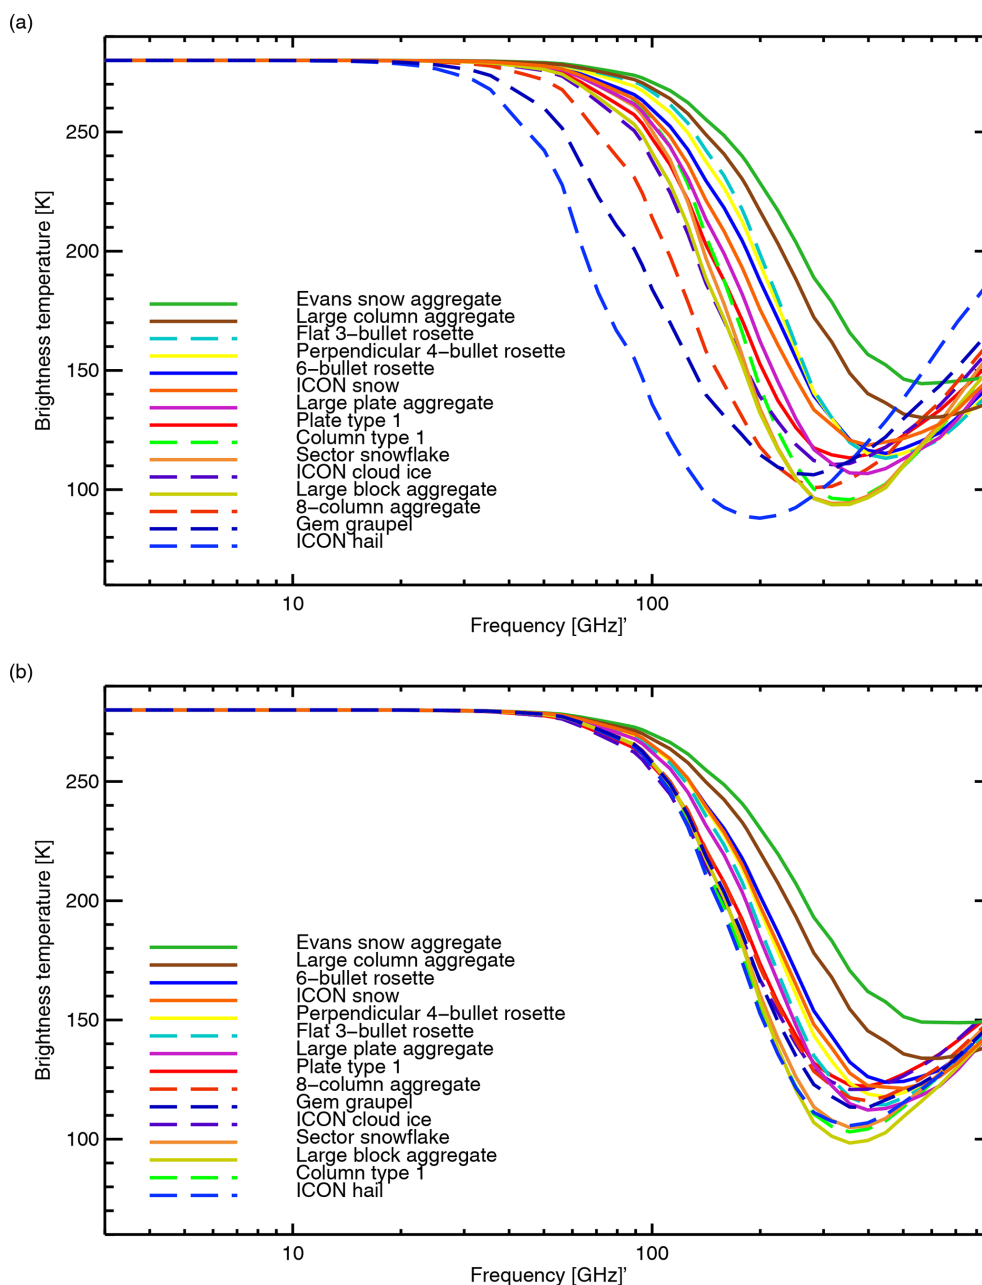 (a)
250
200
150
100
Brightness temperature [K]
Evans snow aggregate
Large column aggregate
Flat 3−bullet rosette
Perpendicular 4−bullet rosette
6−bullet rosette
ICON snow
Large plate aggregate
Plate type 1
Column type 1
Sector snowflake
ICON cloud ice
Large block aggregate
8−column aggregate
Gem graupel
ICON hail
10
100
Frequency [GHz]'
(b)
250
200
150
100
Brightness temperature [K]
Evans snow aggregate
Large column aggregate
6−bullet rosette
ICON snow
Perpendicular 4−bullet rosette
Flat 3−bullet rosette
Large plate aggregate
Plate type 1
8−column aggregate
Gem graupel
ICON cloud ice
Sector snowflake
Large block aggregate
Column type 1
ICON hail
10
100
Frequency [GHz]'